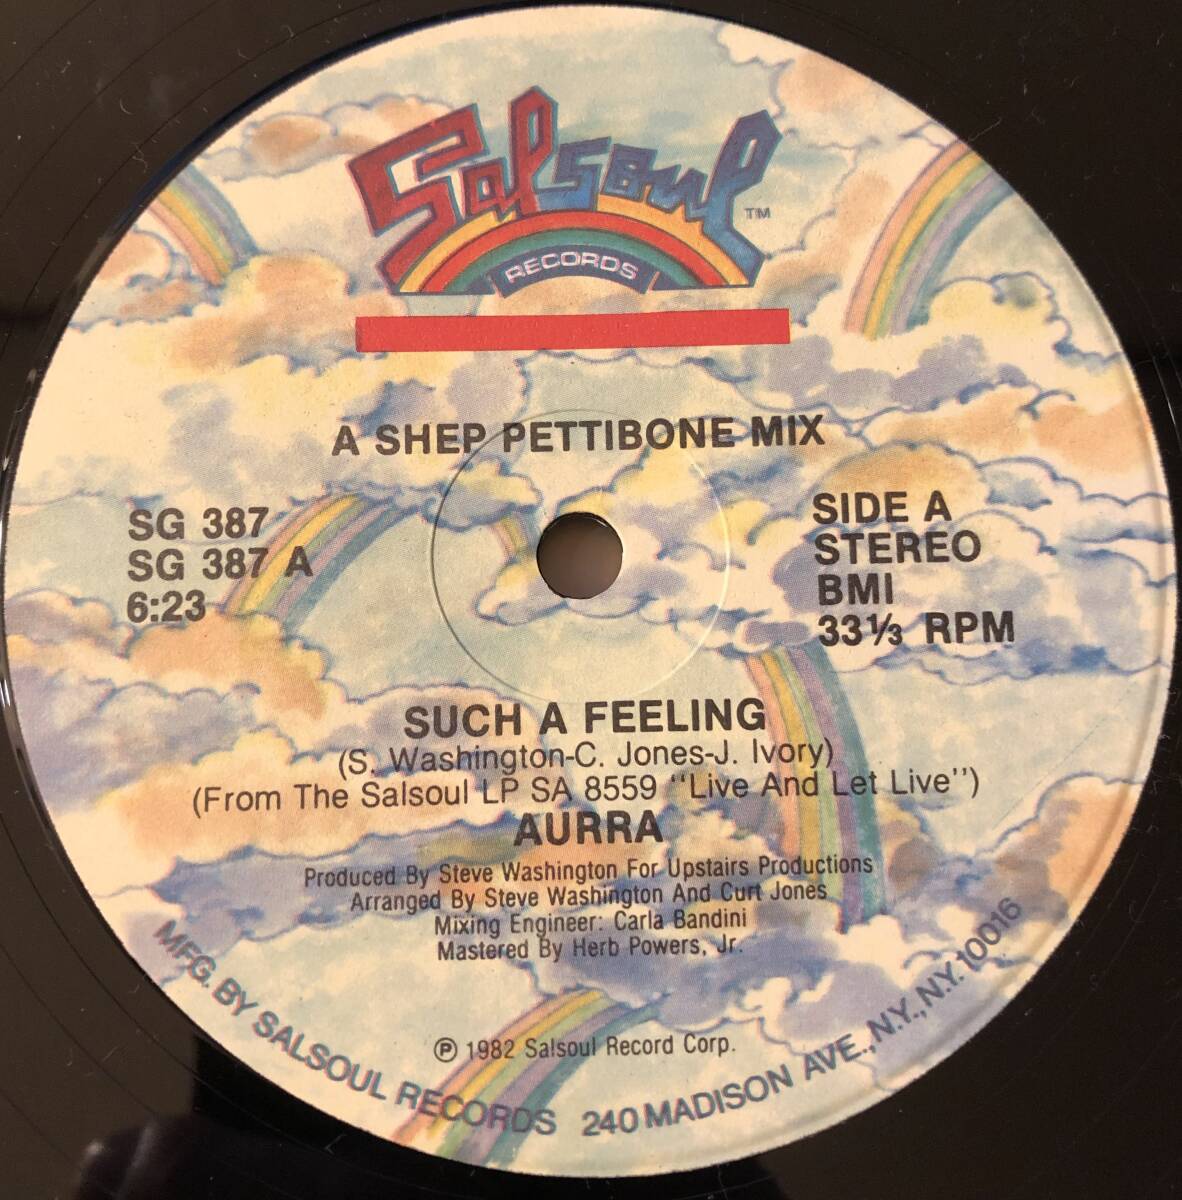 Salsoul TM
RECORDS
A SHEP PETTIBONE MIX
SG 387
SG 387 A
6:23
SIDE A
STEREO
BMI
33⅓ RPM
SUCH A FEELING
(S. Washington-C. Jones-J. Ivory)
(From The Salsoul LP SA 8559 "Live And Let Live")
AURRA
Produced By Steve Washington For Upstairs Productions
Arranged By Steve Washington And Curt Jones
Mixing Engineer: Carla Bandini
Mastered By Herb Powers, Jr.
℗ 1982 Salsoul Record Corp.
MFG. BY SALSOUL RECORDS 240 MADISON AVE., N.Y., N.Y. 10016